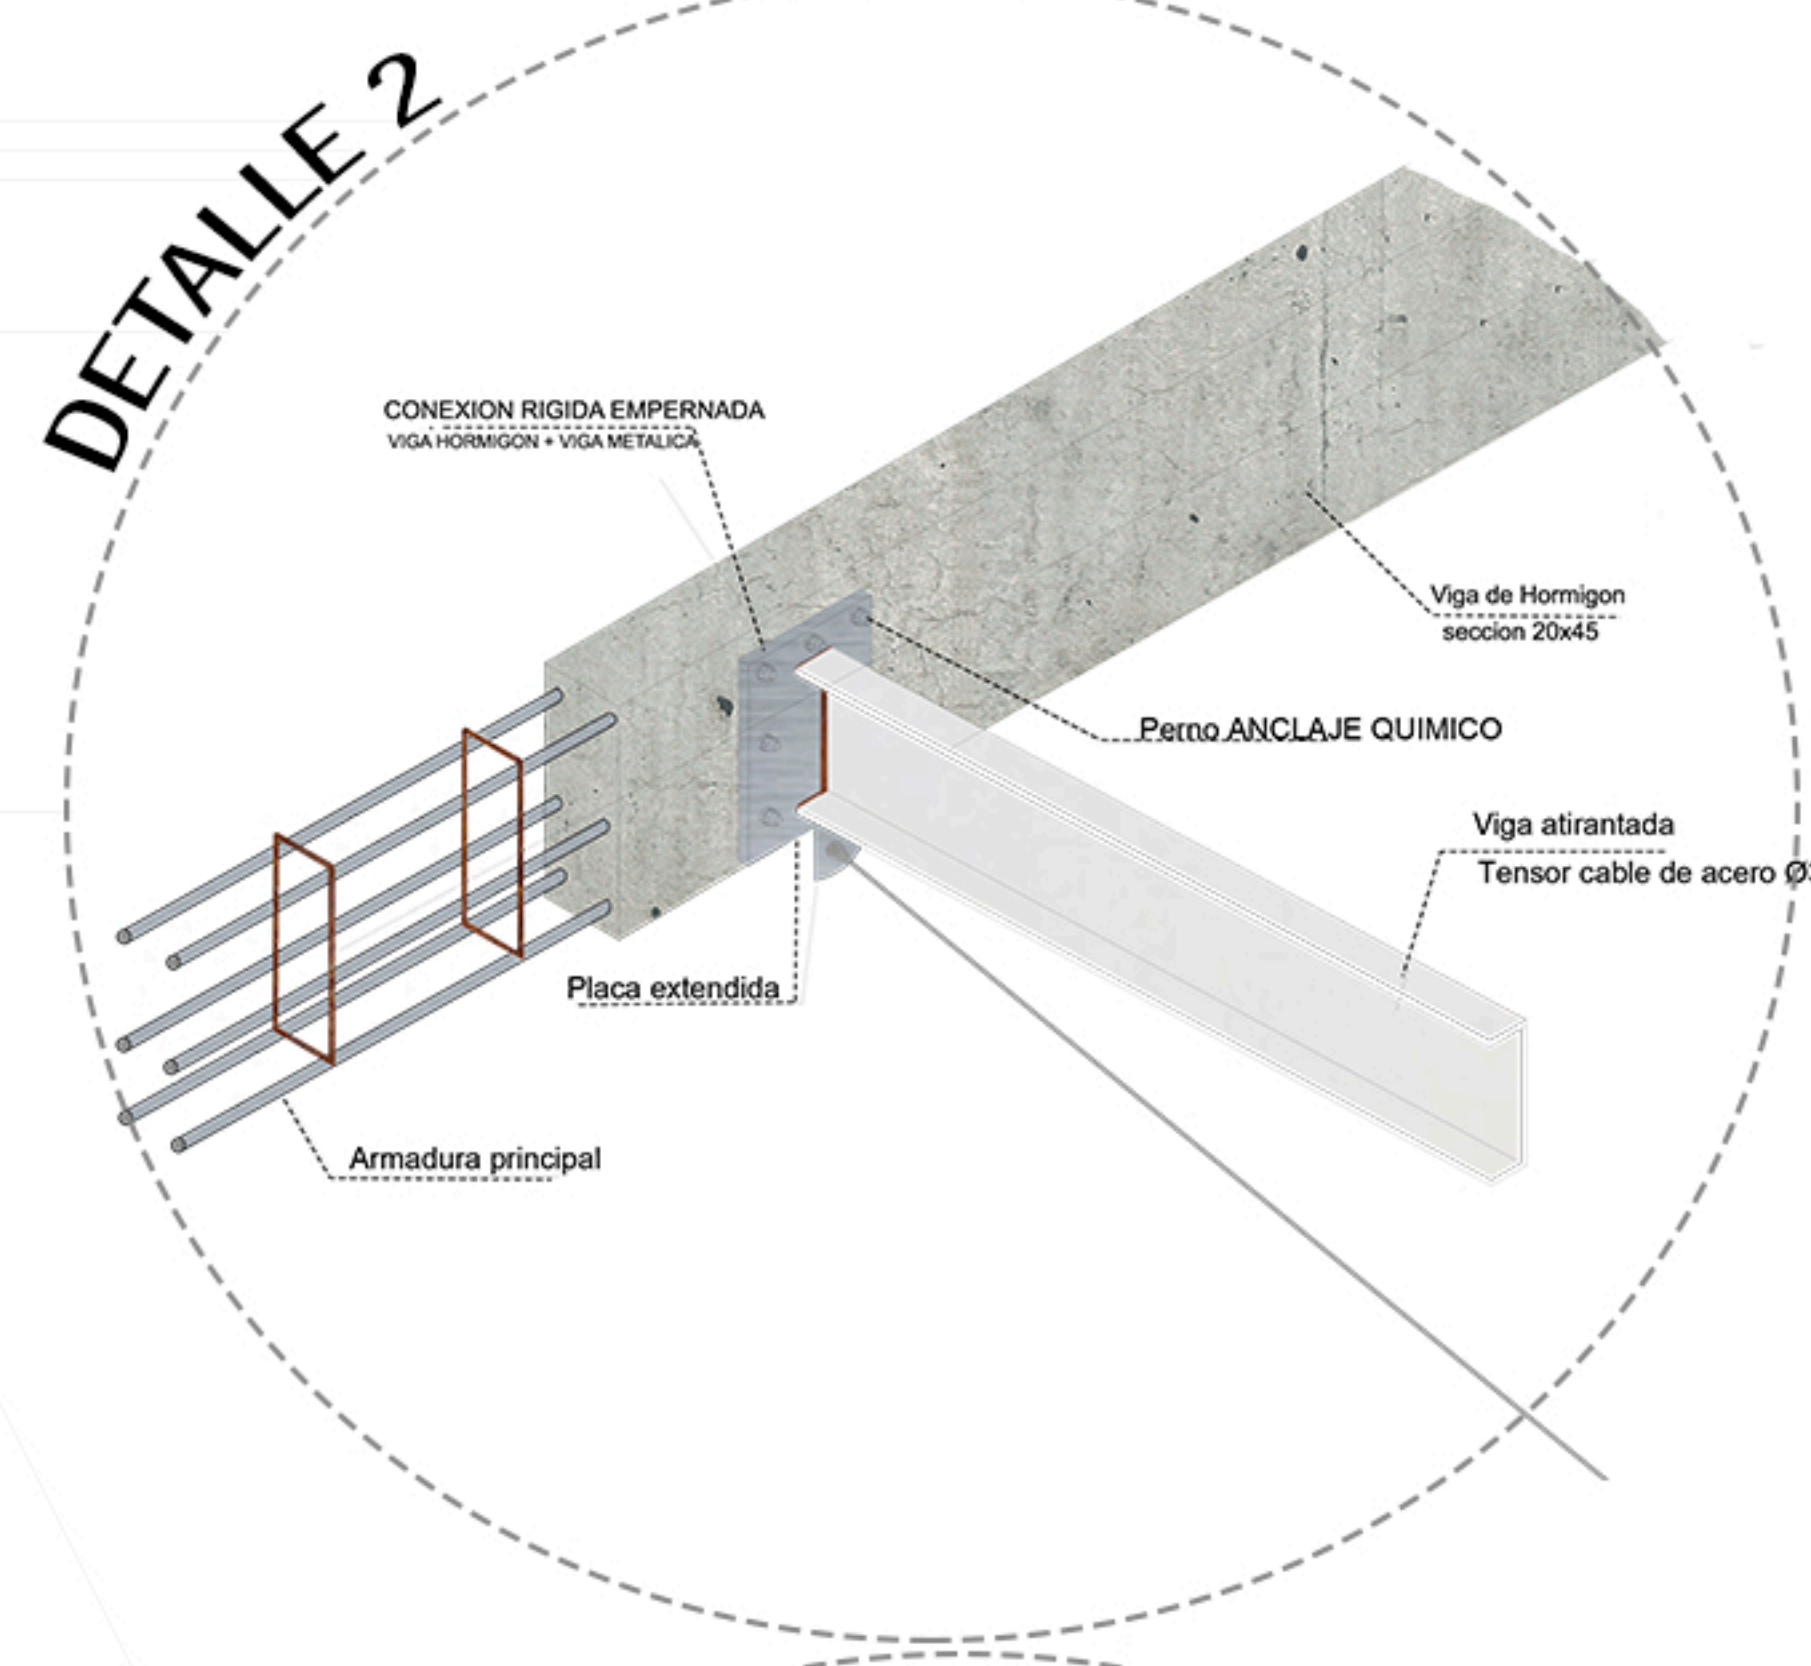 DETALLE 2
CONEXION RIGIDA EMPERNADA
VIGA HORMIGON + VIGA METALICA
Viga de Hormigon
seccion 20x45
Perno ANCLAJE QUIMICO
Viga atirantada
Tensor cable de acero
Placa extendida
Armadura principal